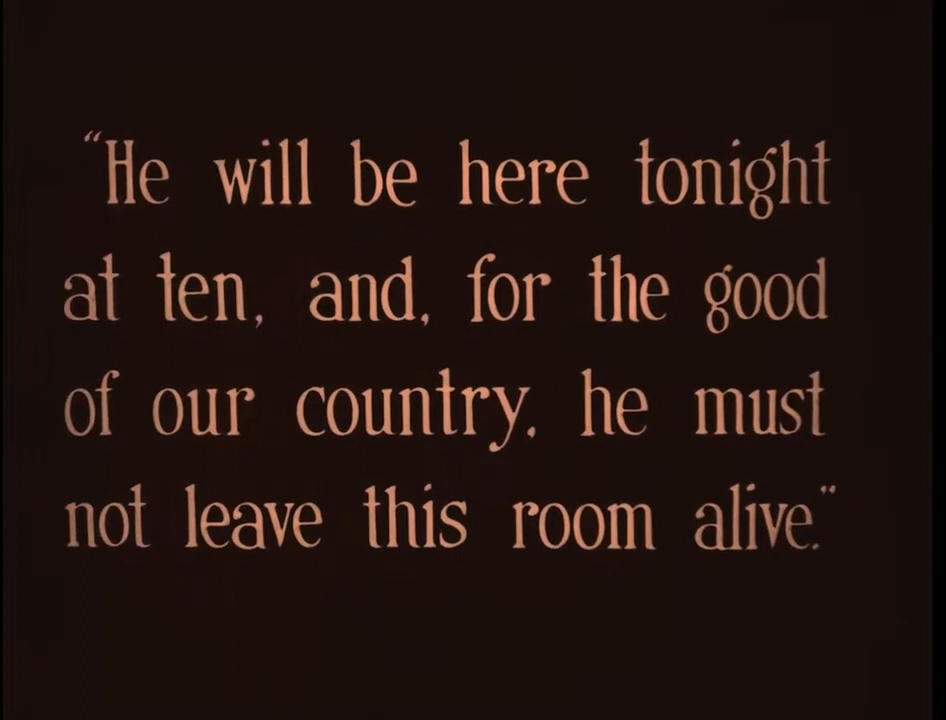 “He will be here tonight
at ten, and, for the good
of our country, he must
not leave this room alive.”